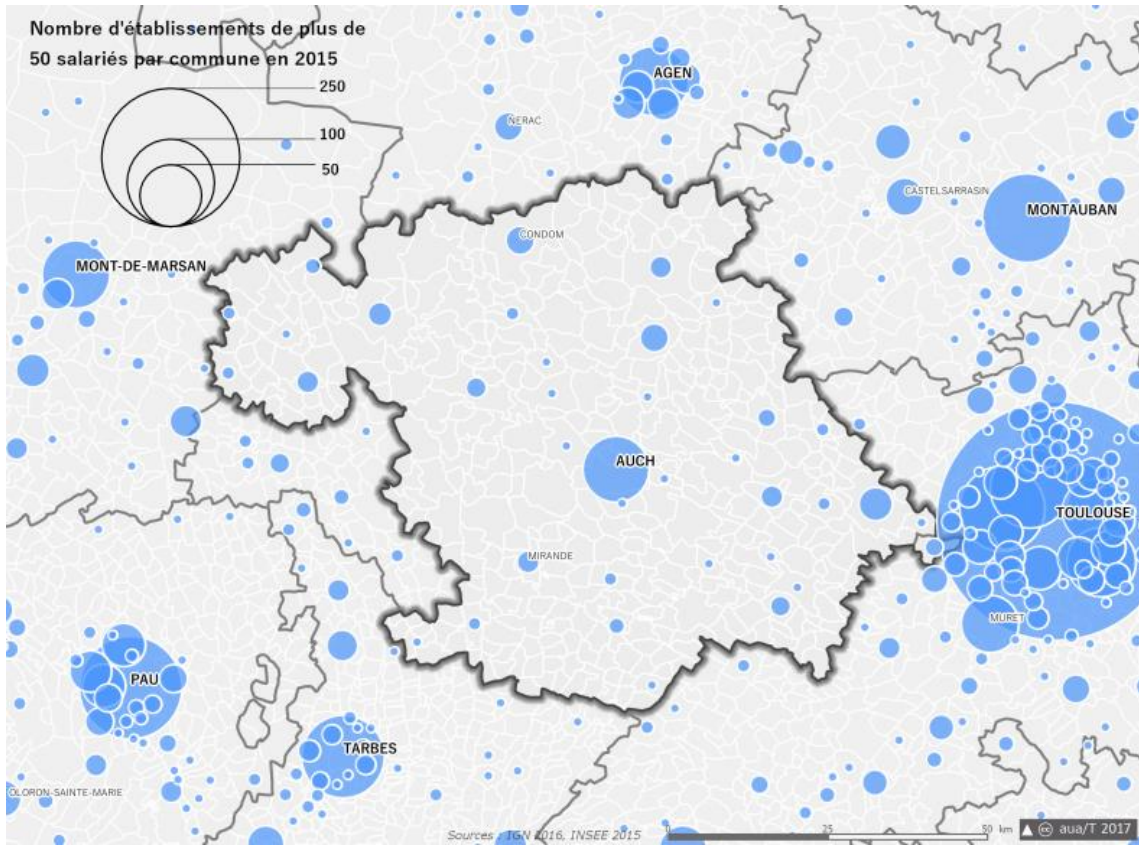 Nombre d'établissements de plus de
50 salariés par commune en 2015
250
100
50
AGEN
NERAC
CASTELSARRASIN
MONTAUBAN
CONDOM
MONT-DE-MARSAN
AUCH
TOULOUSE
MIRANDE
MURET
PAU
TARBES
OLORON-SAINTE-MARIE
Sources : IGN 2016, INSEE 2015
0 25 50 km
cc aua/T 2017